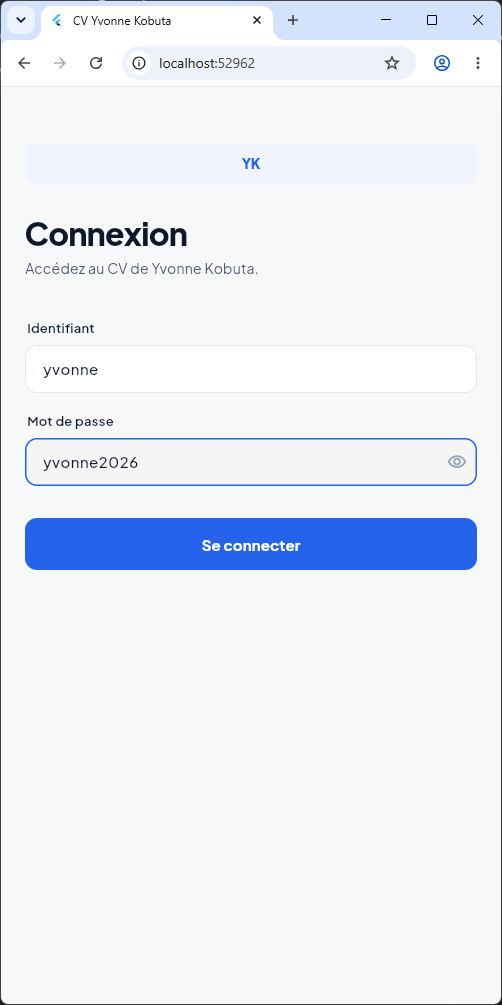 CV Yvonne Kobuta
localhost:52962
YK
Connexion
Accédez au CV de Yvonne Kobuta.
Identifiant
yvonne
Mot de passe
yvonne2026
Se connecter